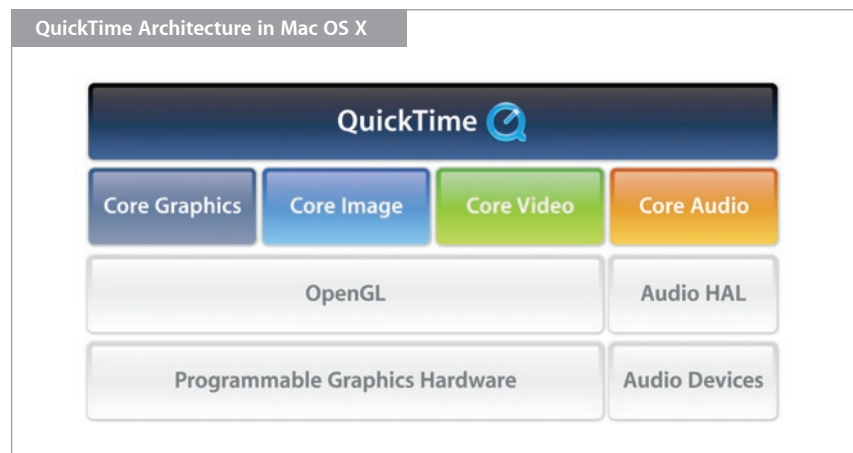 QuickTime Architecture in Mac OS X
QuickTime
Core Graphics Core Image Core Video Core Audio
OpenGL Audio HAL
Programmable Graphics Hardware Audio Devices